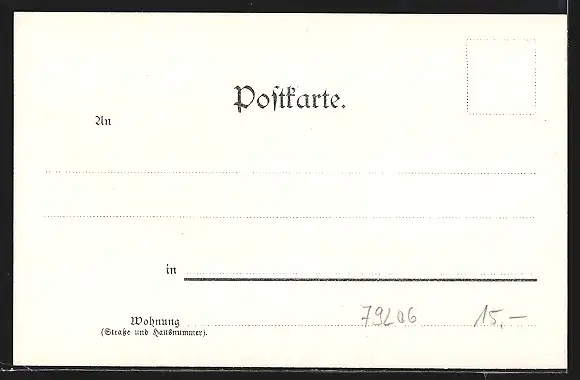 Postkarte.
An
in
79206 15,-
Wohnung
(Straße und Hausnummer).